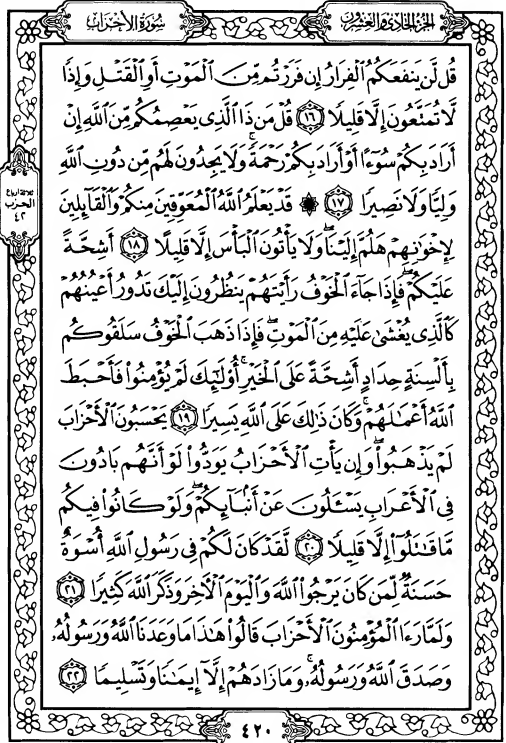 الجزء الحادي والعشرون
سورة الأحزاب
قُل لَّن يَنفَعَكُمُ ٱلْفِرَارُ إِن فَرَرْتُم مِّنَ ٱلْمَوْتِ أَوِ ٱلْقَتْلِ وَإِذًا
لَّا تُمَتَّعُونَ إِلَّا قَلِيلًا ١٦ قُلْ مَن ذَا ٱلَّذِى يَعْصِمُكُم مِّنَ ٱللَّهِ إِنْ
أَرَادَ بِكُمْ سُوٓءًا أَوْ أَرَادَ بِكُمْ رَحْمَةً ۚ وَلَا يَجِدُونَ لَهُم مِّن دُونِ ٱللَّهِ
وَلِيًّا وَلَا نَصِيرًا ١٧ ۞ قَدْ يَعْلَمُ ٱللَّهُ ٱلْمُعَوِّقِينَ مِنكُمْ وَٱلْقَآئِلِينَ
لِإِخْوَٰنِهِمْ هَلُمَّ إِلَيْنَا ۖ وَلَا يَأْتُونَ ٱلْبَأْسَ إِلَّا قَلِيلًا ١٨ أَشِحَّةً
عَلَيْكُمْ ۖ فَإِذَا جَآءَ ٱلْخَوْفُ رَأَيْتَهُمْ يَنظُرُونَ إِلَيْكَ تَدُورُ أَعْيُنُهُمْ
كَٱلَّذِى يُغْشَىٰ عَلَيْهِ مِنَ ٱلْمَوْتِ ۖ فَإِذَا ذَهَبَ ٱلْخَوْفُ سَلَقُوكُم
بِأَلْسِنَةٍ حِدَادٍ أَشِحَّةً عَلَى ٱلْخَيْرِ ۚ أُو۟لَٰٓئِكَ لَمْ يُؤْمِنُوا۟ فَأَحْبَطَ
ٱللَّهُ أَعْمَٰلَهُمْ ۚ وَكَانَ ذَٰلِكَ عَلَى ٱللَّهِ يَسِيرًا ١٩ يَحْسَبُونَ ٱلْأَحْزَابَ
لَمْ يَذْهَبُوا۟ ۖ وَإِن يَأْتِ ٱلْأَحْزَابُ يَوَدُّوا۟ لَوْ أَنَّهُم بَادُونَ
فِى ٱلْأَعْرَابِ يَسْـَٔلُونَ عَنْ أَنۢبَآئِكُمْ ۖ وَلَوْ كَانُوا۟ فِيكُم
مَّا قَٰتَلُوٓا۟ إِلَّا قَلِيلًا ٢٠ لَّقَدْ كَانَ لَكُمْ فِى رَسُولِ ٱللَّهِ أُسْوَةٌ
حَسَنَةٌ لِّمَن كَانَ يَرْجُوا۟ ٱللَّهَ وَٱلْيَوْمَ ٱلْـَٔاخِرَ وَذَكَرَ ٱللَّهَ كَثِيرًا ٢١
وَلَمَّا رَءَا ٱلْمُؤْمِنُونَ ٱلْأَحْزَابَ قَالُوا۟ هَٰذَا مَا وَعَدَنَا ٱللَّهُ وَرَسُولُهُۥ
وَصَدَقَ ٱللَّهُ وَرَسُولُهُۥ ۚ وَمَا زَادَهُمْ إِلَّآ إِيمَٰنًا وَتَسْلِيمًا ٢٢
ثلاثة أرباع
الحزب
٤٢
٤٢٠